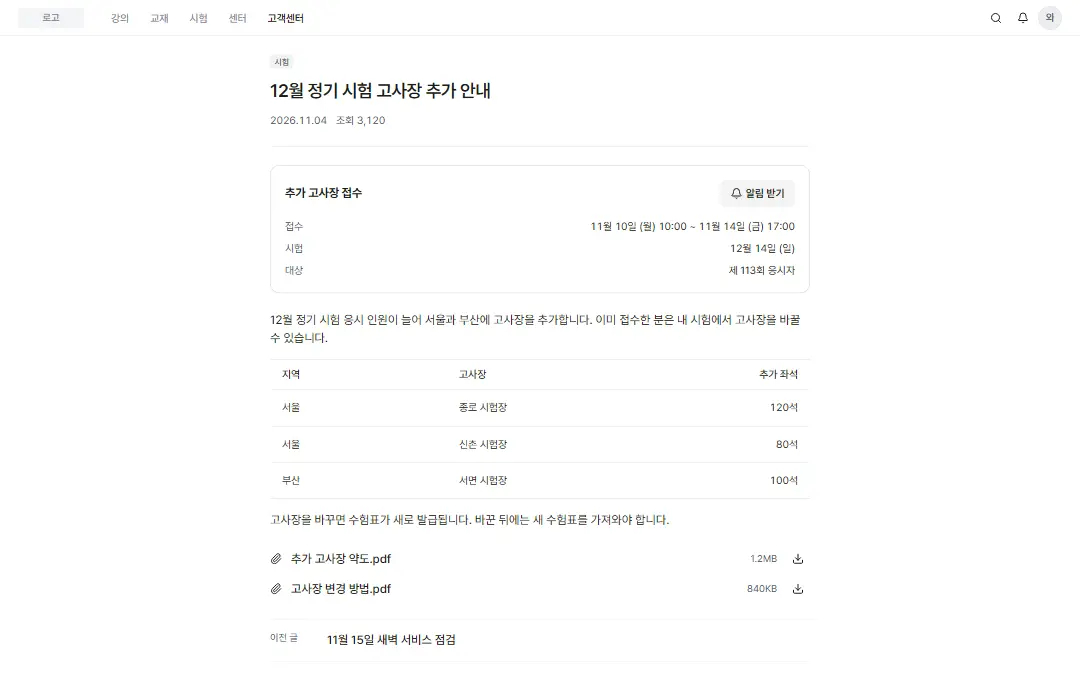 로고 강의 교재 시험 센터 고객센터 와
시험
12월 정기 시험 고사장 추가 안내
2026.11.04 조회 3,120
추가 고사장 접수 알림 받기
접수 11월 10일 (월) 10:00 ~ 11월 14일 (금) 17:00
시험 12월 14일 (일)
대상 제 113회 응시자
12월 정기 시험 응시 인원이 늘어 서울과 부산에 고사장을 추가합니다. 이미 접수한 분은 내 시험에서 고사장을 바꿀
수 있습니다.
지역 고사장 추가 좌석
서울 종로 시험장 120석
서울 신촌 시험장 80석
부산 서면 시험장 100석
고사장을 바꾸면 수험표가 새로 발급됩니다. 바꾼 뒤에는 새 수험표를 가져와야 합니다.
추가 고사장 약도.pdf 1.2MB
고사장 변경 방법.pdf 840KB
이전 글 11월 15일 새벽 서비스 점검